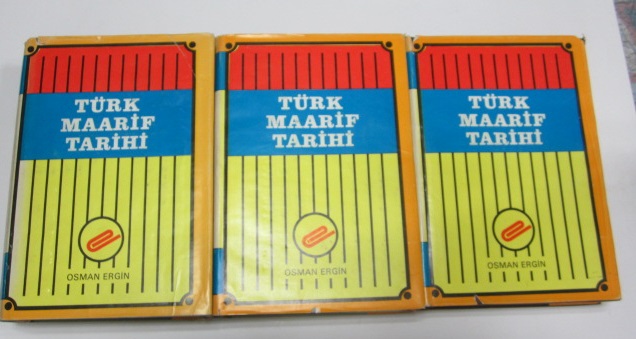 TÜRK
MAARİF
TARİHİ
OSMAN ERGİN
TÜRK
MAARİF
TARİHİ
OSMAN ERGİN
TÜRK
MAARİF
TARİHİ
OSMAN ERGİN